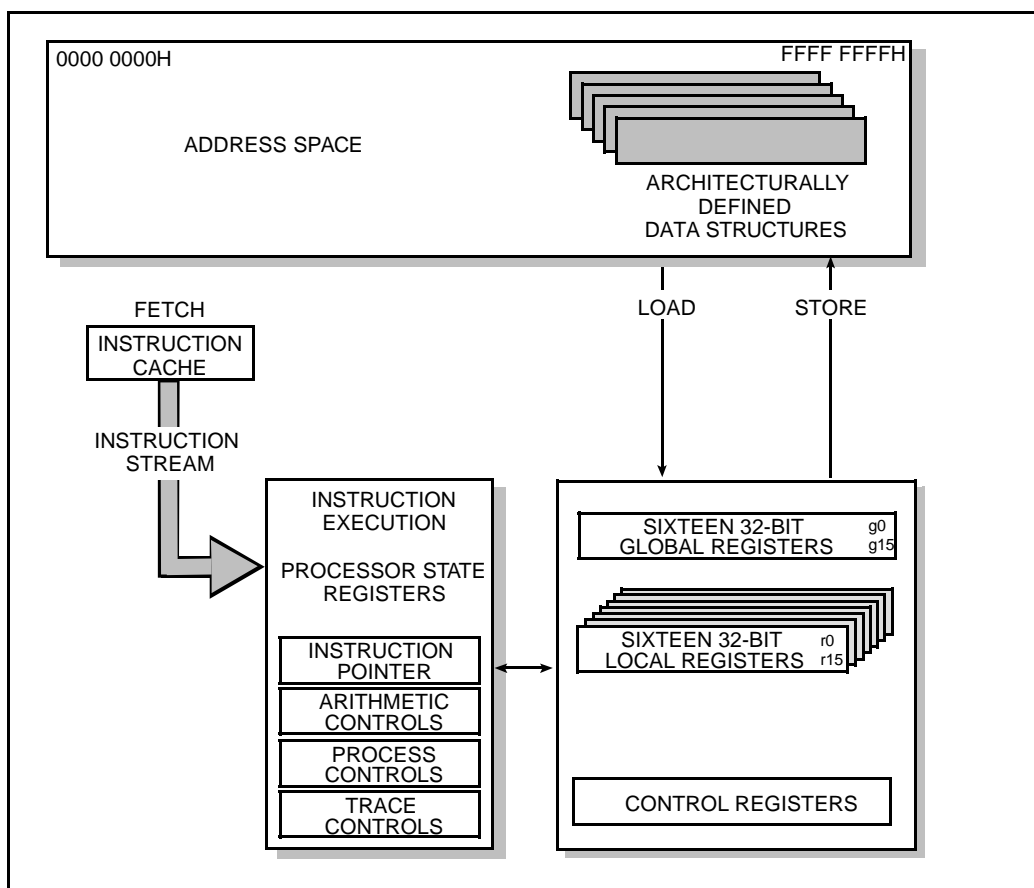 0000 0000H
FFFF FFFFH
ADDRESS SPACE
ARCHITECTURALLY
DEFINED
DATA STRUCTURES
FETCH
LOAD
STORE
INSTRUCTION
CACHE
INSTRUCTION
STREAM
INSTRUCTION
EXECUTION
PROCESSOR STATE
REGISTERS
INSTRUCTION
POINTER
ARITHMETIC
CONTROLS
PROCESS
CONTROLS
TRACE
CONTROLS
SIXTEEN 32-BIT g0
GLOBAL REGISTERS g15
SIXTEEN 32-BIT r0
LOCAL REGISTERS r15
CONTROL REGISTERS